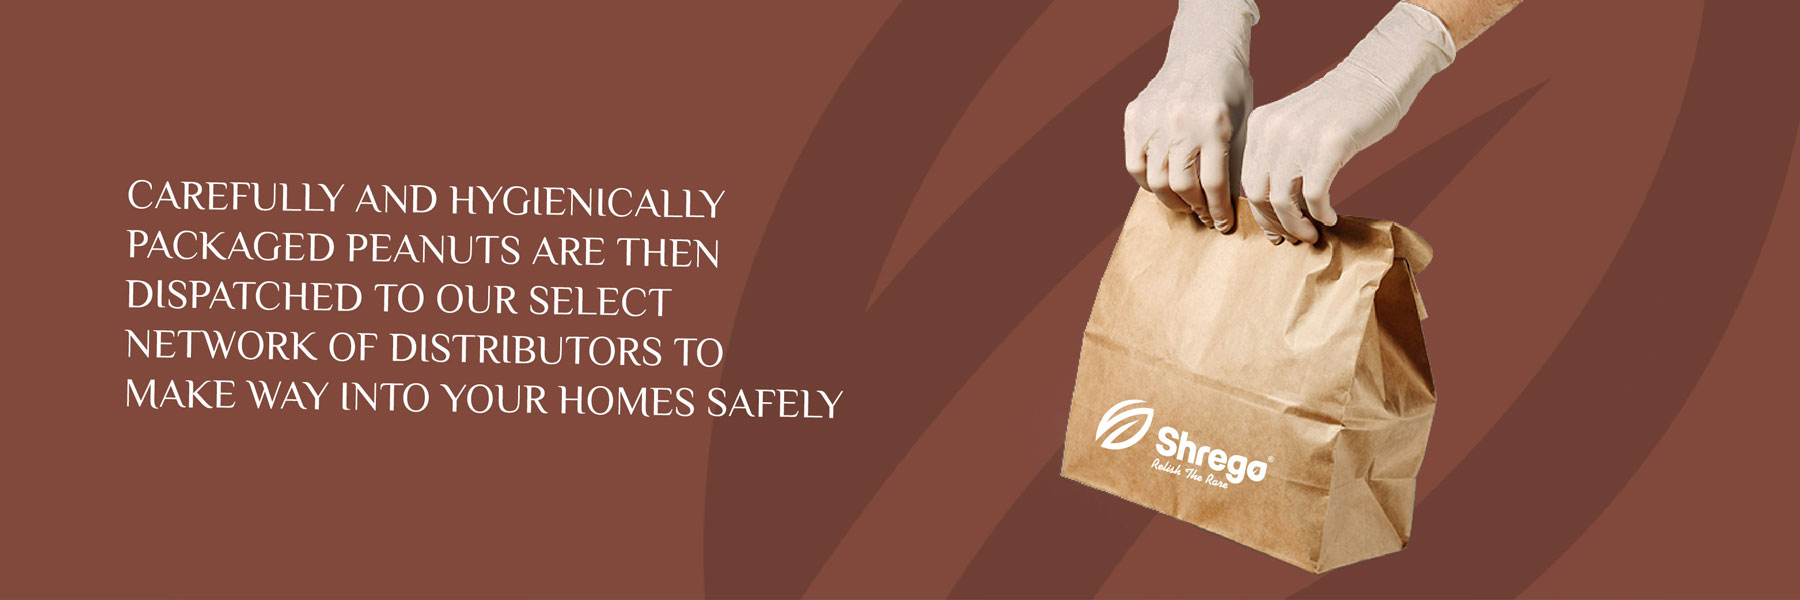 CAREFULLY AND HYGIENICALLY
PACKAGED PEANUTS ARE THEN
DISPATCHED TO OUR SELECT
NETWORK OF DISTRIBUTORS TO
MAKE WAY INTO YOUR HOMES SAFELY
Shrega®
Relish The Rare